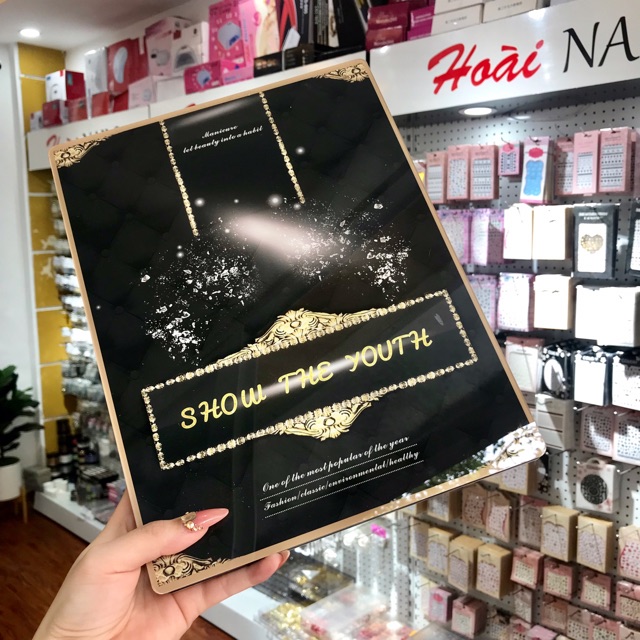 Hoài NA
Manicure
let beauty into a habit
SHOW THE YOUTH
One of the most popular of the year
Fashion/classic/environmental/healthy